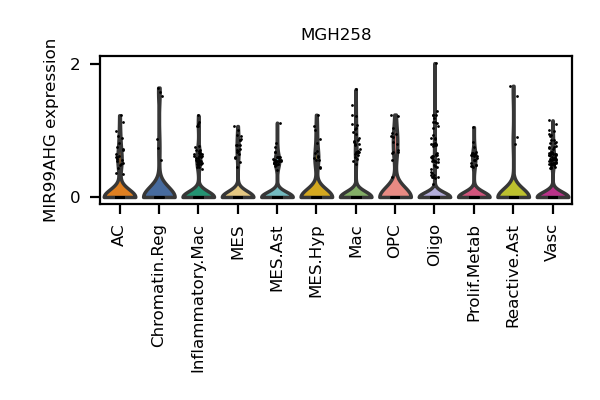 MGH258
MIR99AHG expression
2
0
AC
Chromatin.Reg
Inflammatory.Mac
MES
MES.Ast
MES.Hyp
Mac
OPC
Oligo
Prolif.Metab
Reactive.Ast
Vasc